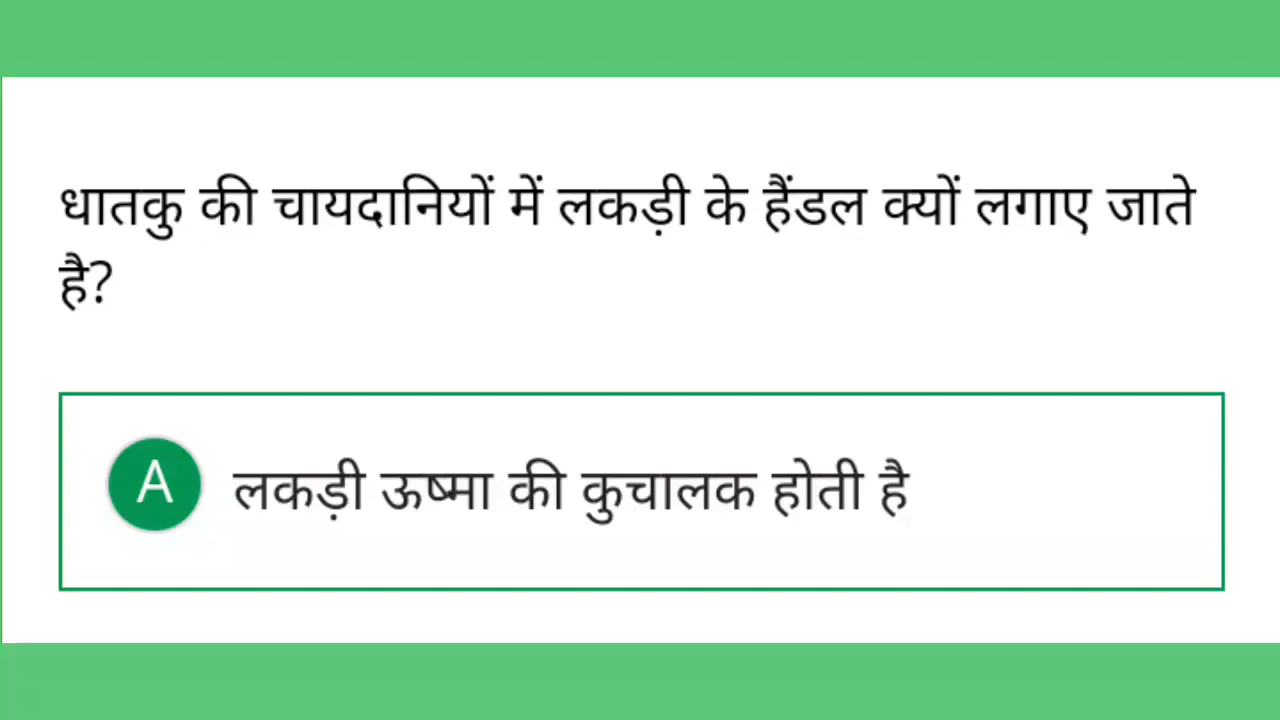 धातकु की चायदानियों में लकड़ी के हैंडल क्यों लगाए जाते
है?
A लकड़ी ऊष्मा की कुचालक होती है